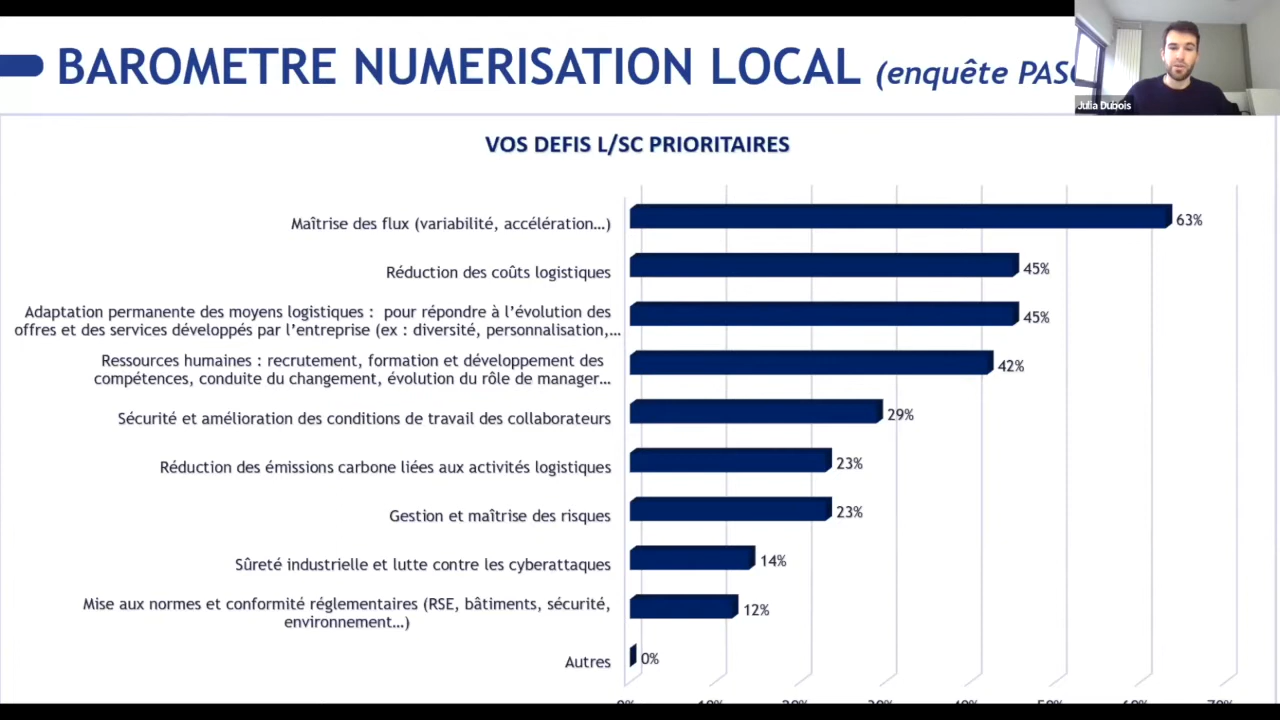 BAROMETRE NUMERISATION LOCAL (enquête
Julia Dubois
VOS DEFIS L/SC PRIORITAIRES
Maîtrise des flux (variabilité, accélération…) 63%
Réduction des coûts logistiques 45%
Adaptation permanente des moyens logistiques : pour répondre à l’évolution des
offres et des services développés par l’entreprise (ex : diversité, personnalisation,… 45%
Ressources humaines : recrutement, formation et développement des
compétences, conduite du changement, évolution du rôle de manager… 42%
Sécurité et amélioration des conditions de travail des collaborateurs 29%
Réduction des émissions carbone liées aux activités logistiques 23%
Gestion et maîtrise des risques 23%
Sûreté industrielle et lutte contre les cyberattaques 14%
Mise aux normes et conformité réglementaires (RSE, bâtiments, sécurité,
environnement…) 12%
Autres 0%